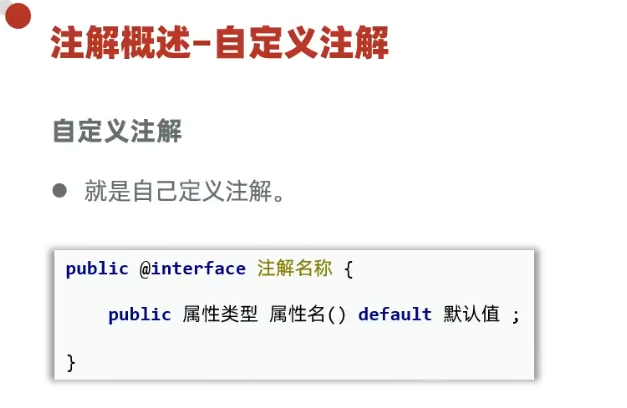 注解概述-自定义注解
自定义注解
● 就是自己定义注解。
public @interface 注解名称 {
public 属性类型 属性名() default 默认值 ;
}